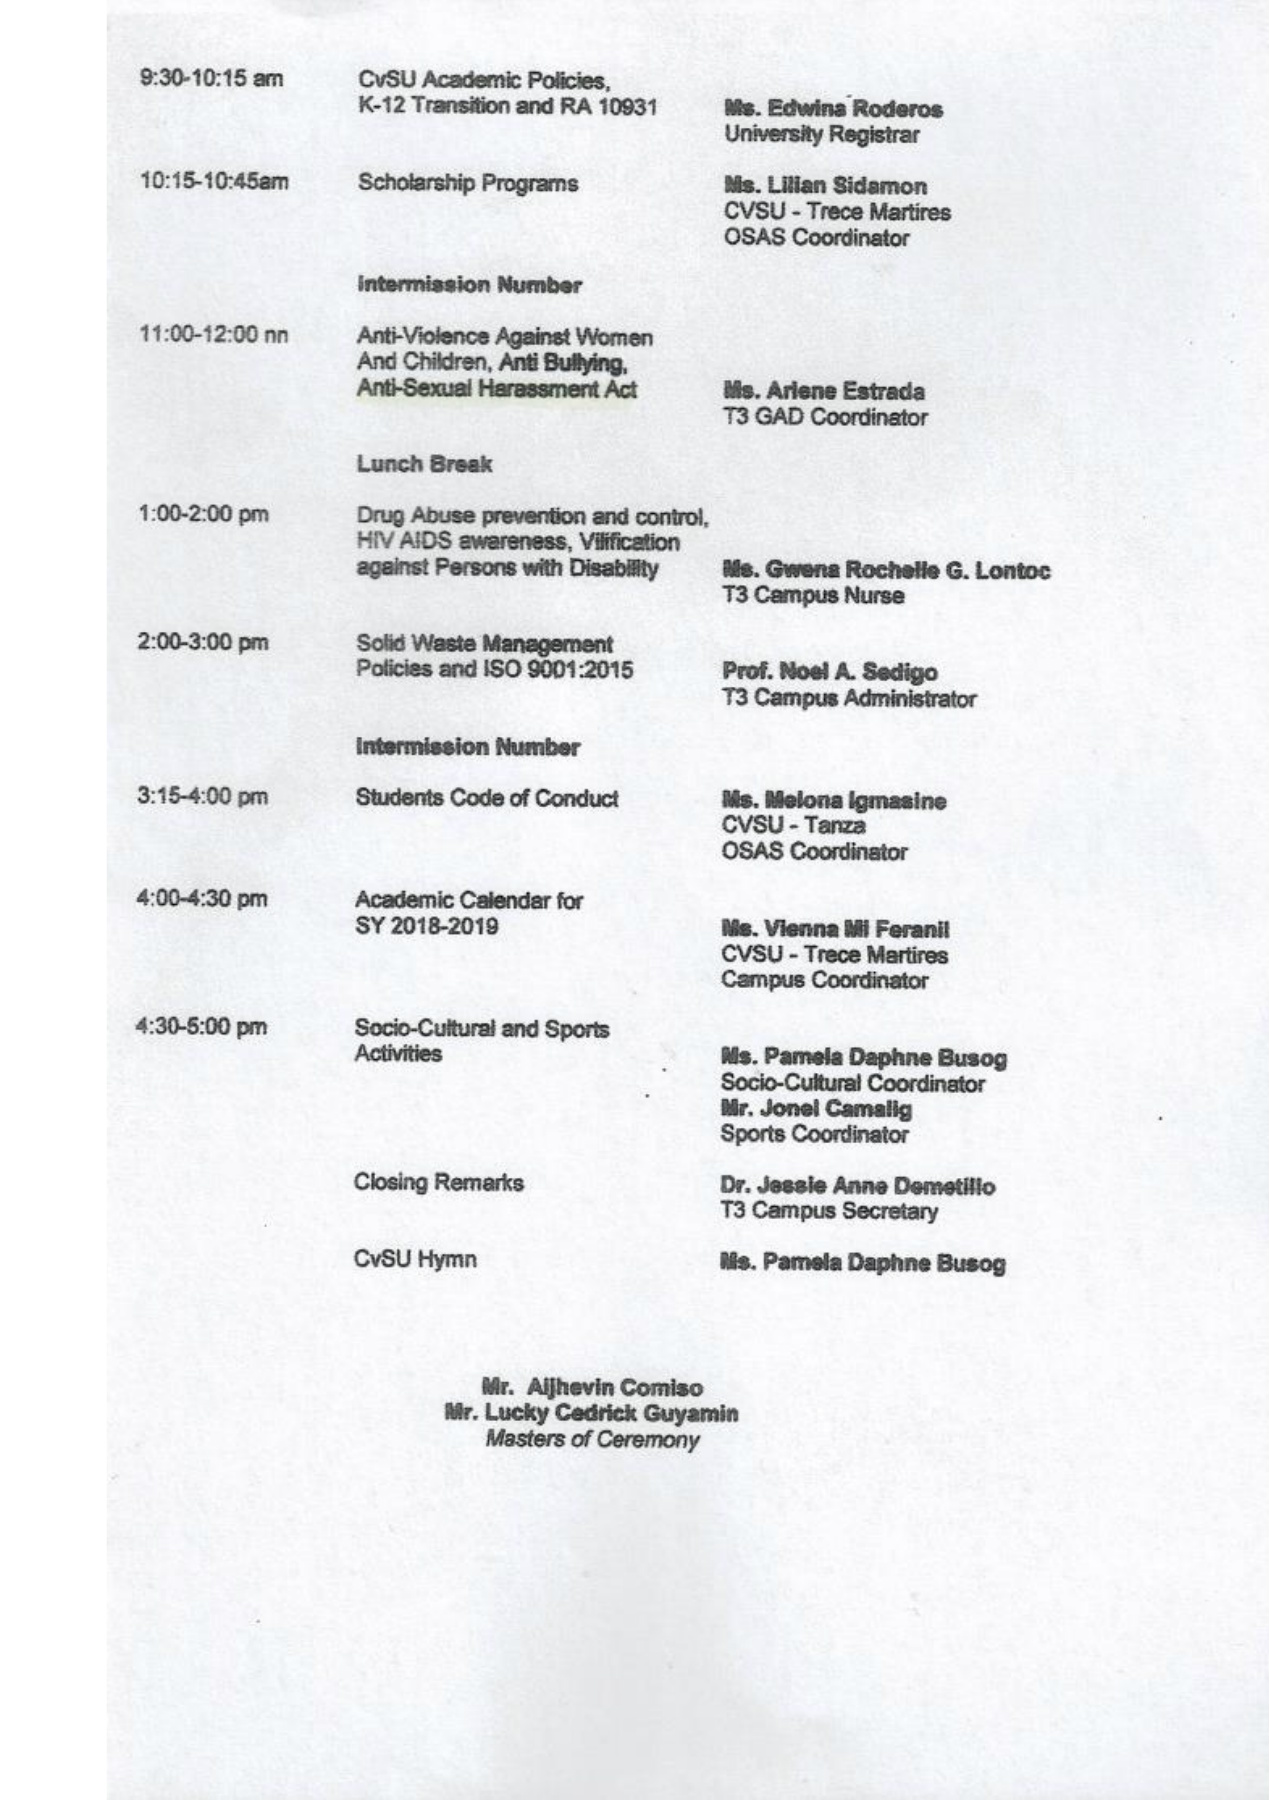 9:30-10:15 am CvSU Academic Policies,
K-12 Transition and RA 10931
Ms. Edwina Roderos
University Registrar
10:15-10:45am Scholarship Programs Ms. Lilian Sidamon
CVSU - Trece Martires
OSAS Coordinator
Intermission Number
11:00-12:00 nn Anti-Violence Against Women
And Children, Anti Bullying,
Anti-Sexual Harassment Act Ms. Arlene Estrada
T3 GAD Coordinator
Lunch Break
1:00-2:00 pm Drug Abuse prevention and control,
HIV AIDS awareness, Vilification
against Persons with Disability Ms. Gwena Rochelle G. Lontoc
T3 Campus Nurse
2:00-3:00 pm Solid Waste Management
Policies and ISO 9001:2015 Prof. Noel A. Sedigo
T3 Campus Administrator
Intermission Number
3:15-4:00 pm Students Code of Conduct Ms. Melona Igmasine
CVSU - Tanza
OSAS Coordinator
4:00-4:30 pm Academic Calendar for
SY 2018-2019 Ms. Vienna Mi Feranil
CVSU - Trece Martires
Campus Coordinator
4:30-5:00 pm Socio-Cultural and Sports
Activities Ms. Pamela Daphne Busog
Socio-Cultural Coordinator
Mr. Jonel Camalig
Sports Coordinator
Closing Remarks Dr. Jessie Anne Demetillo
T3 Campus Secretary
CvSU Hymn Ms. Pamela Daphne Busog
Mr. Aljhevin Comiso
Mr. Lucky Cedrick Guyamin
Masters of Ceremony